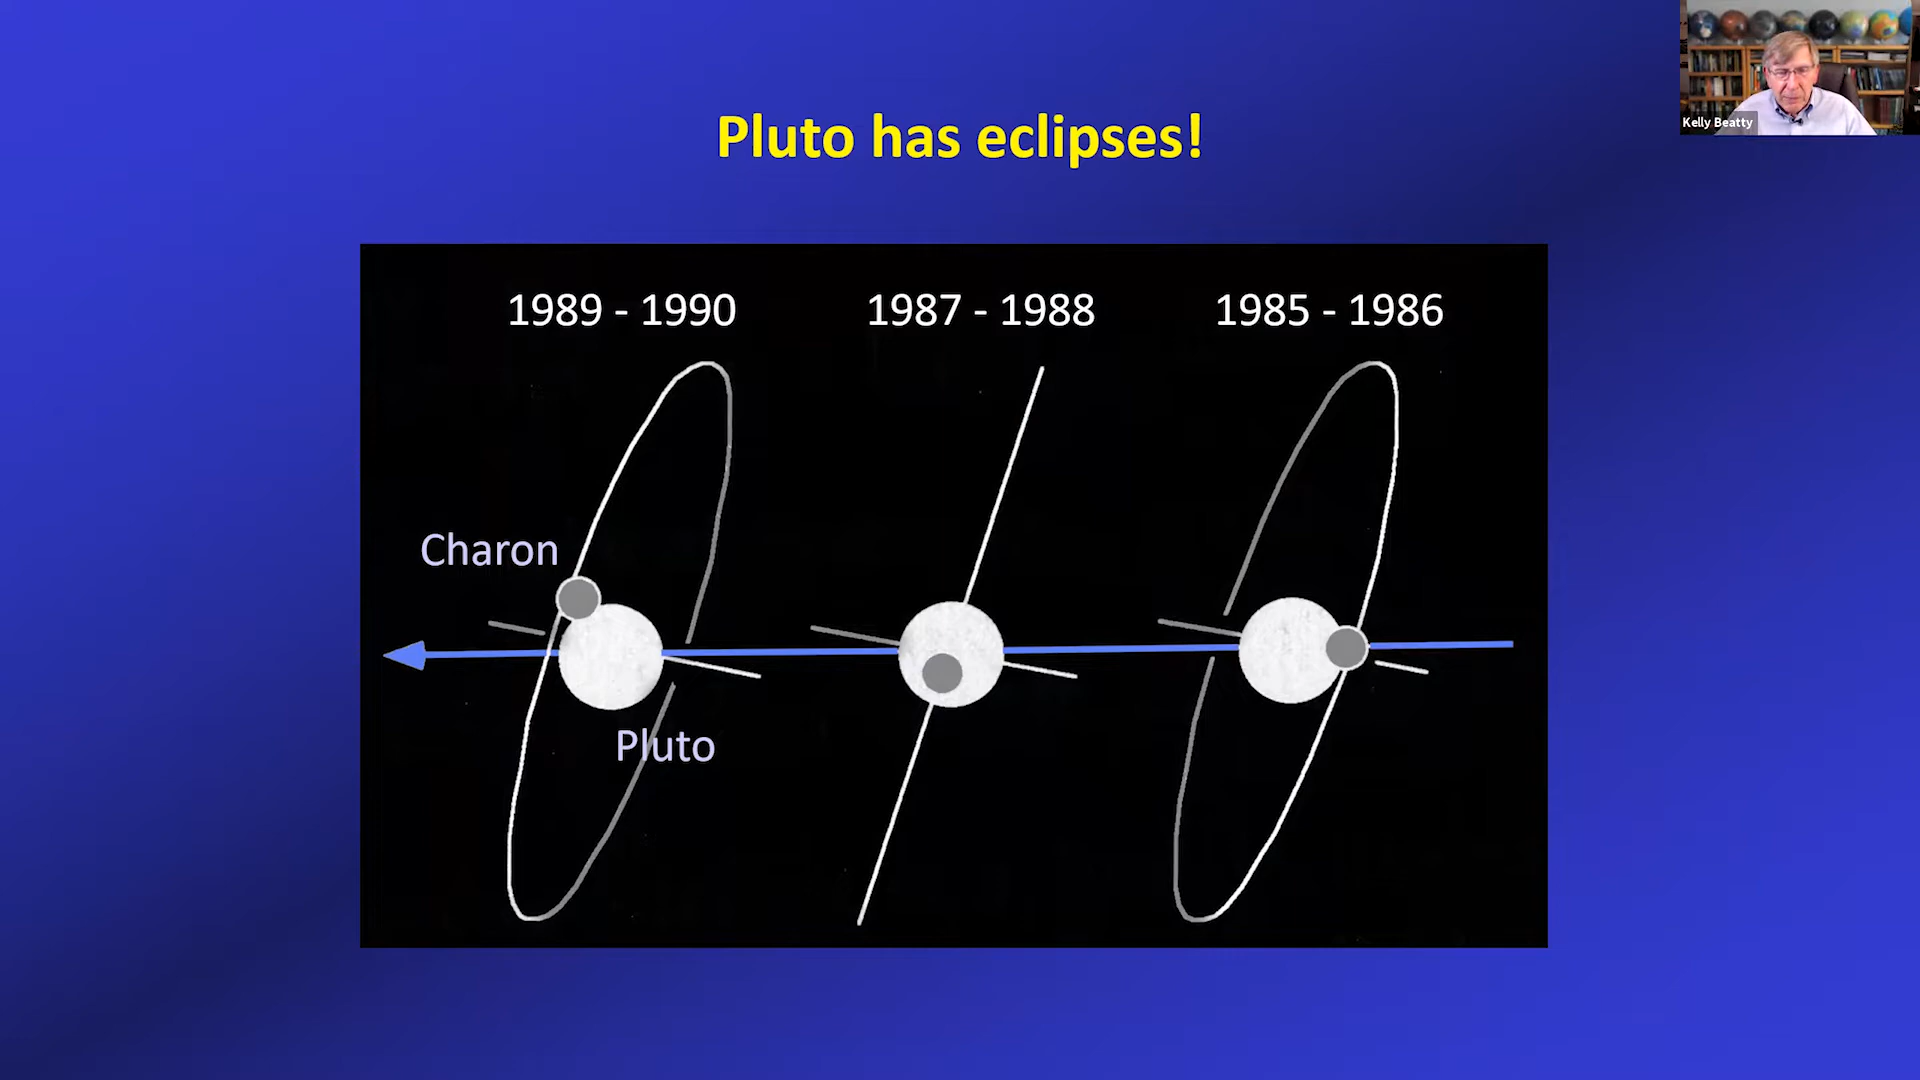 Kelly Beatty
Pluto has eclipses!
1989 - 1990
1987 - 1988
1985 - 1986
Charon
Pluto